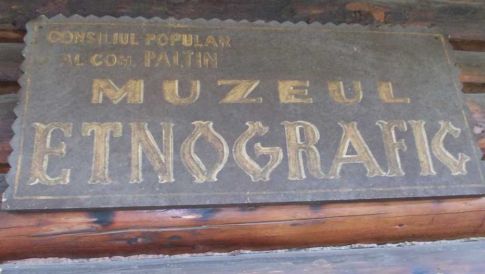 CONSILIUL POPULAR
AL COM. PALTIN
MUZEUL
ETNOGRAFIC